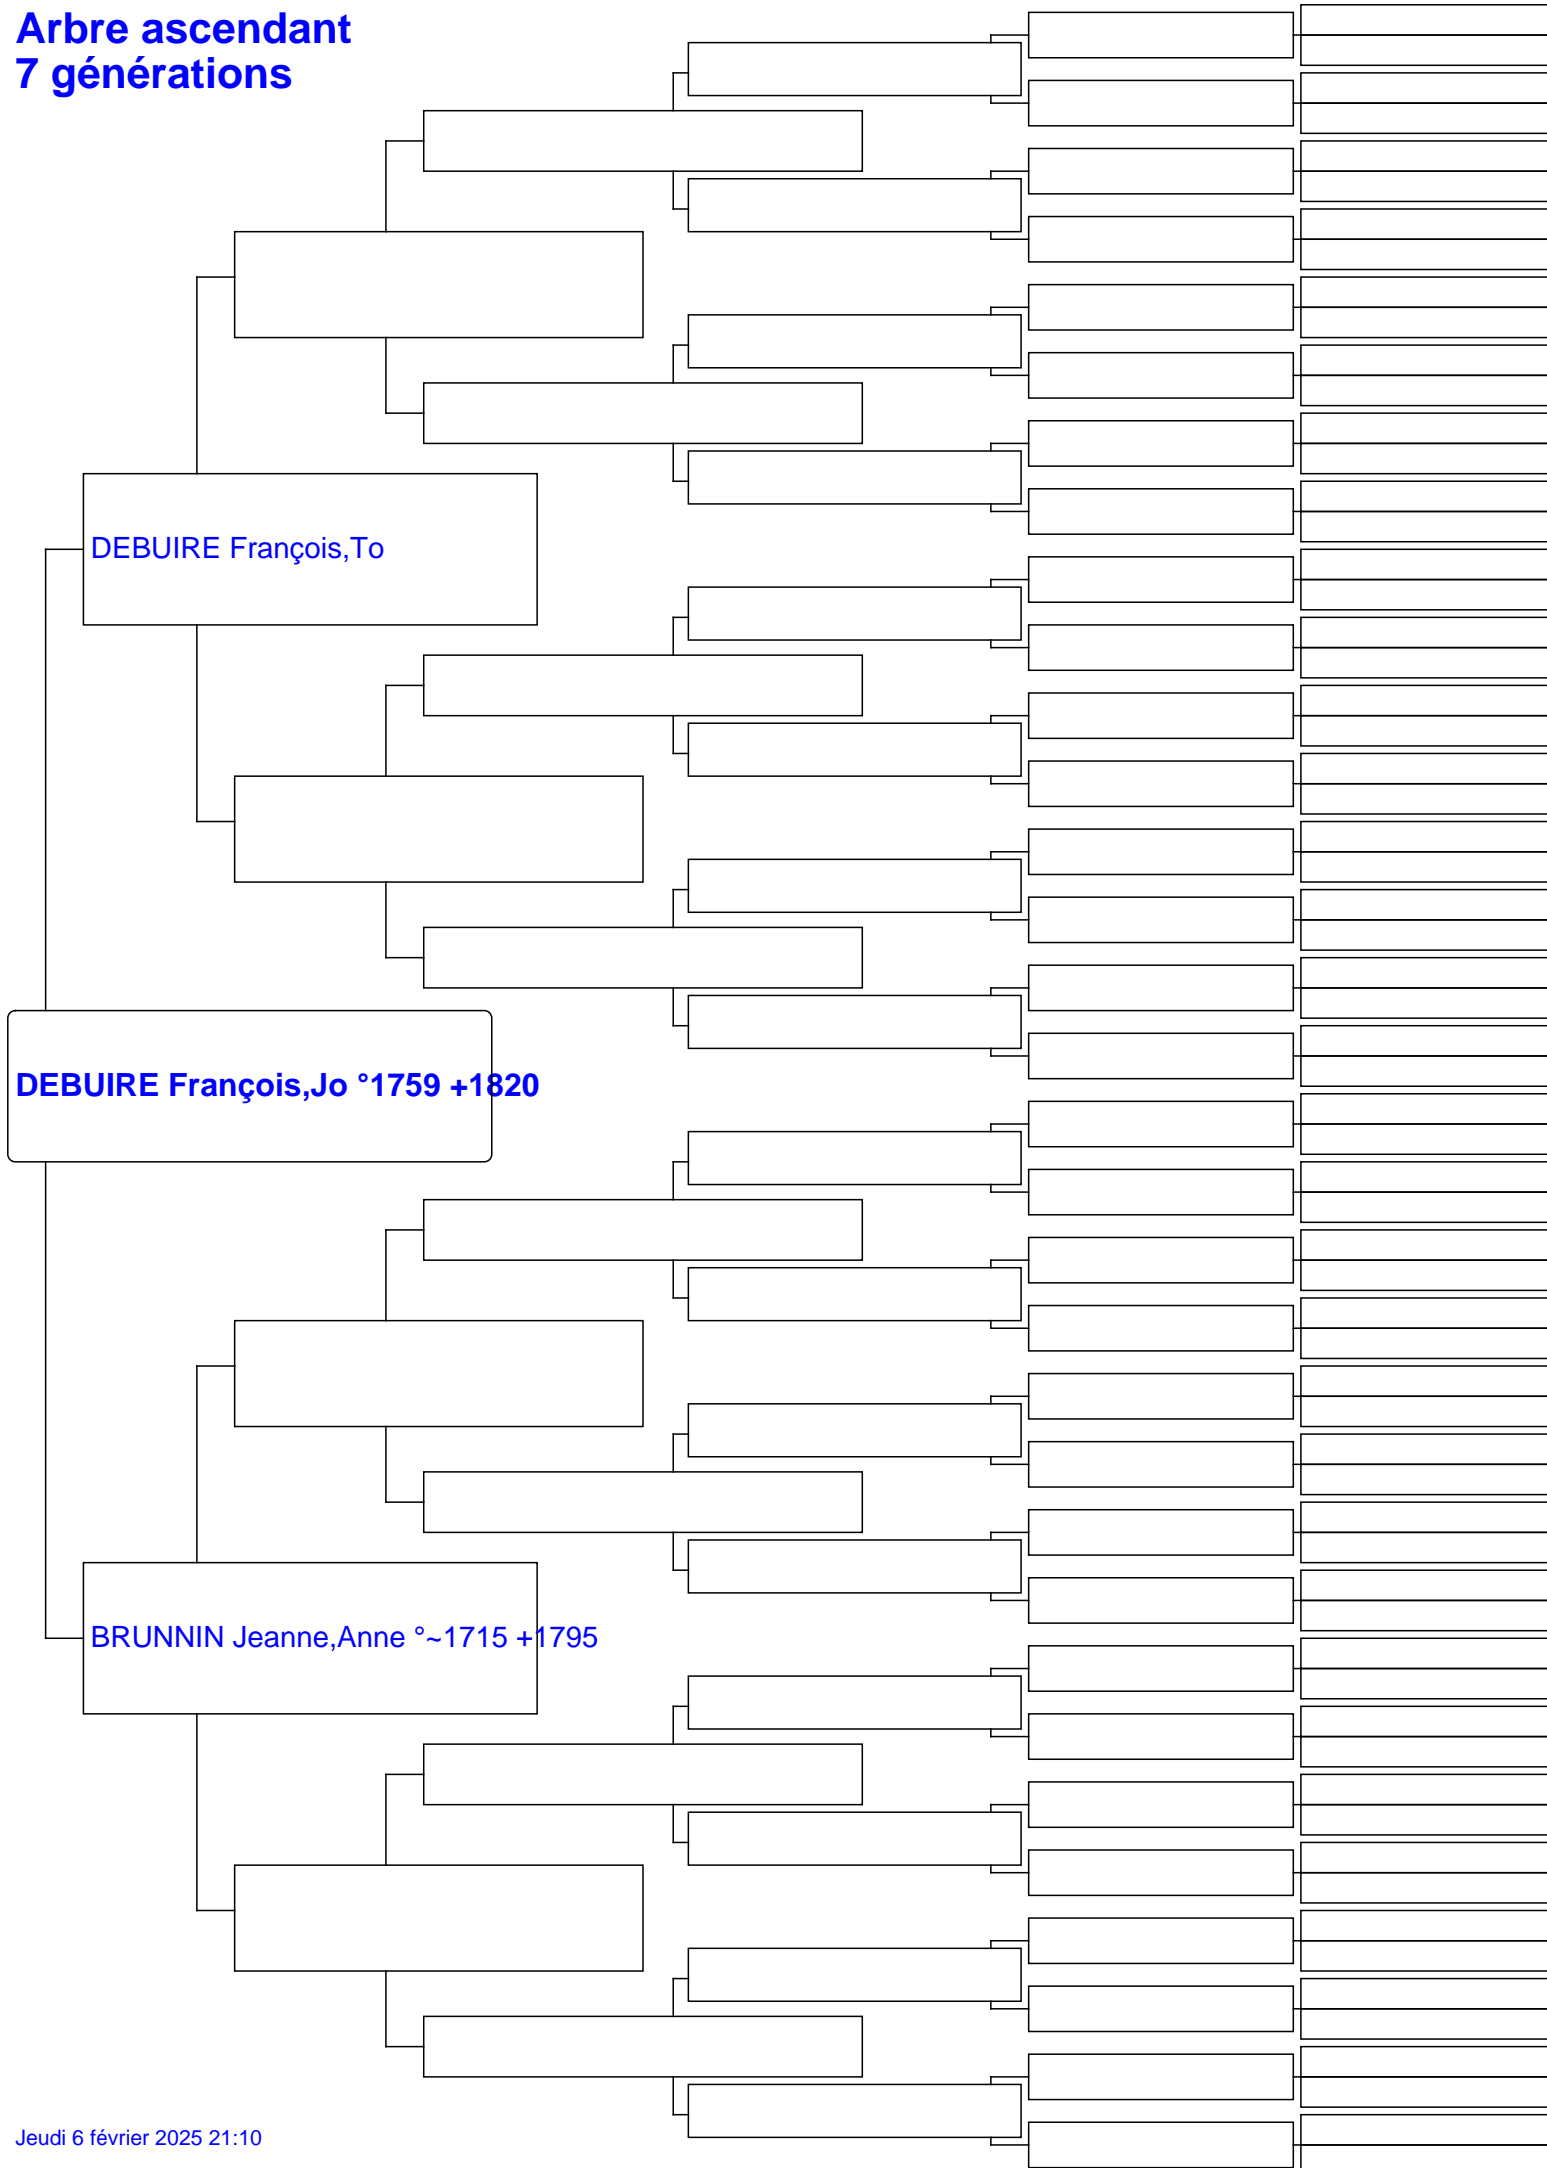 Arbre ascendant
7 générations
DEBUIRE François,To
DEBUIRE François,Jo °1759 +1820
BRUNNIN Jeanne,Anne °~1715 +1795
Jeudi 6 février 2025 21:10